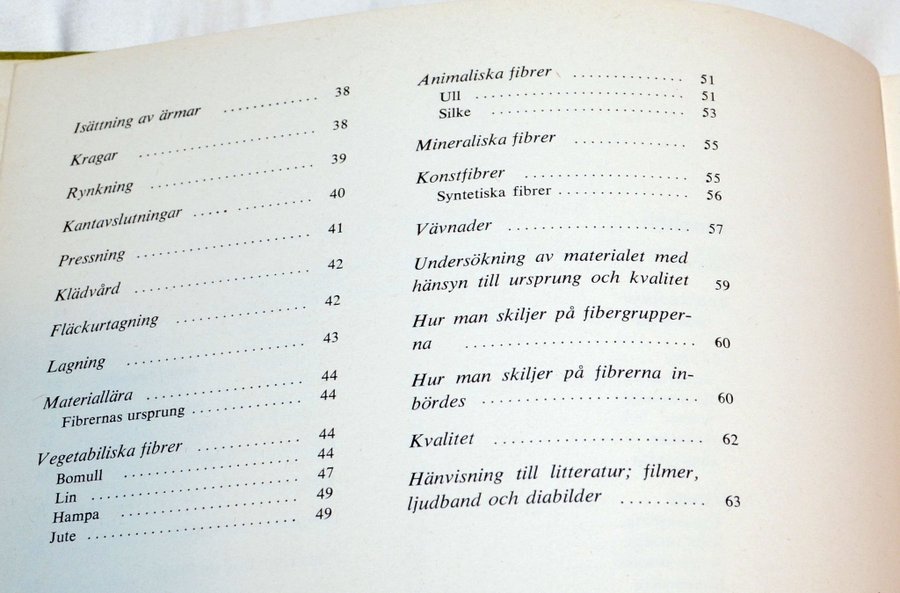 Isättning av ärmar .......... 38
Kragar .......... 38
Rynkning .......... 39
Kantavslutningar .......... 40
Pressning .......... 41
Klädvård .......... 42
Fläckurtagning .......... 42
Lagning .......... 43
Materiallära .......... 44
Fibrernas ursprung .......... 44
Vegetabiliska fibrer .......... 44
Bomull .......... 44
Lin .......... 47
Hampa .......... 49
Jute .......... 49
Animaliska fibrer .......... 51
Ull .......... 51
Silke .......... 53
Mineraliska fibrer .......... 55
Konstfibrer .......... 55
Syntetiska fibrer .......... 56
Vävnader .......... 57
Undersökning av materialet med
hänsyn till ursprung och kvalitet 59
Hur man skiljer på fibergrupper-
na .......... 60
Hur man skiljer på fibrerna in-
bördes .......... 60
Kvalitet .......... 62
Hänvisning till litteratur; filmer,
ljudband och diabilder .......... 63